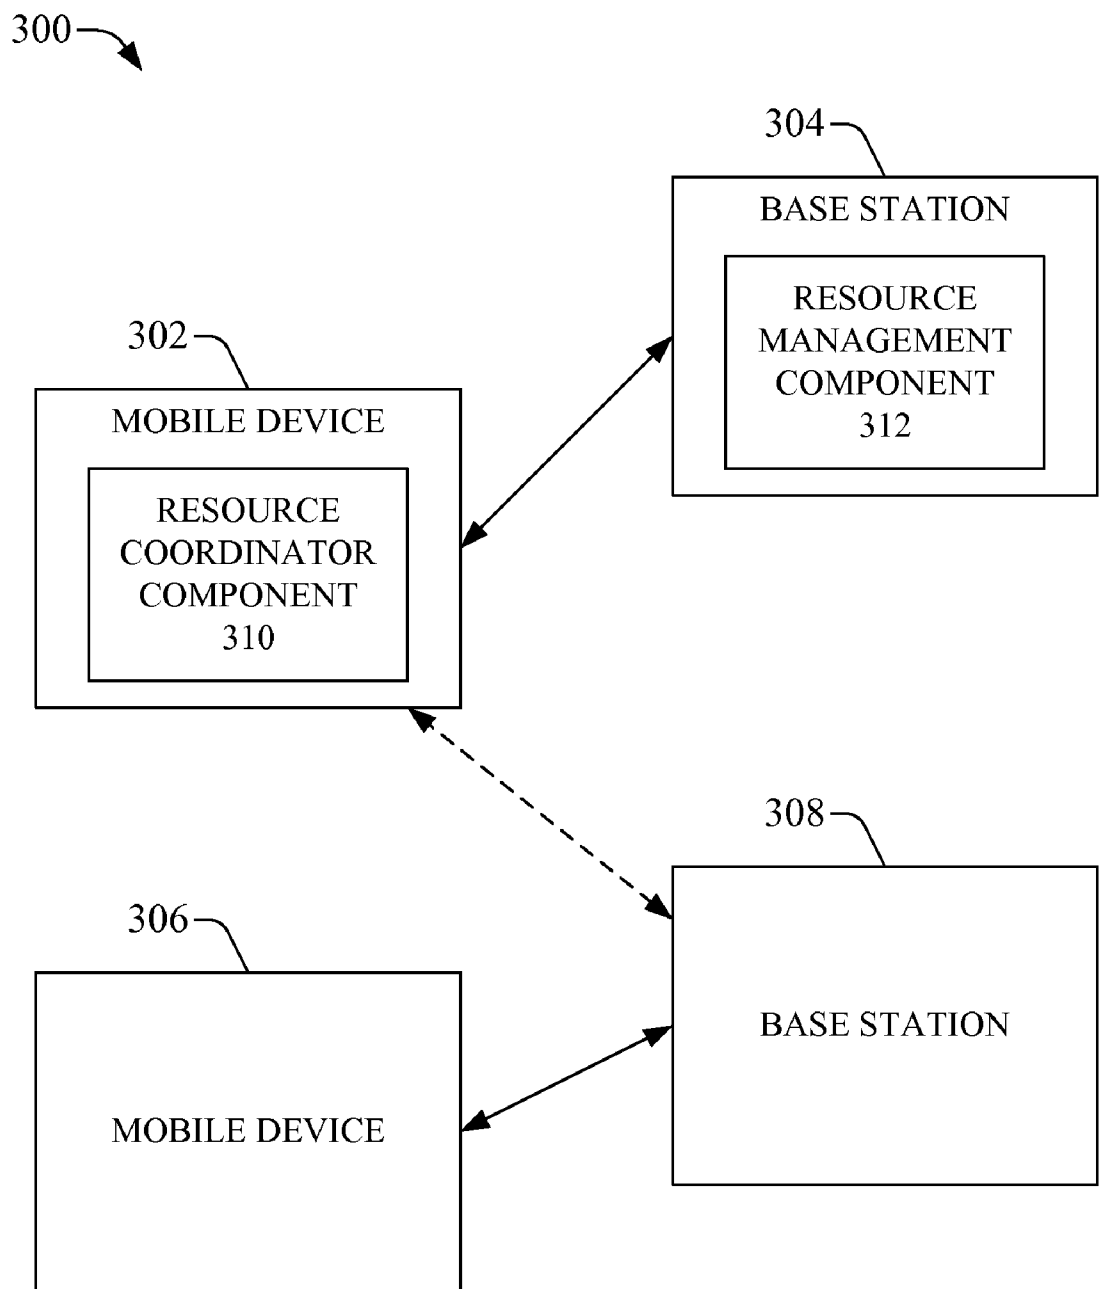 300
304
BASE STATION
RESOURCE
MANAGEMENT
COMPONENT
312
302
MOBILE DEVICE
RESOURCE
COORDINATOR
COMPONENT
310
308
BASE STATION
306
MOBILE DEVICE